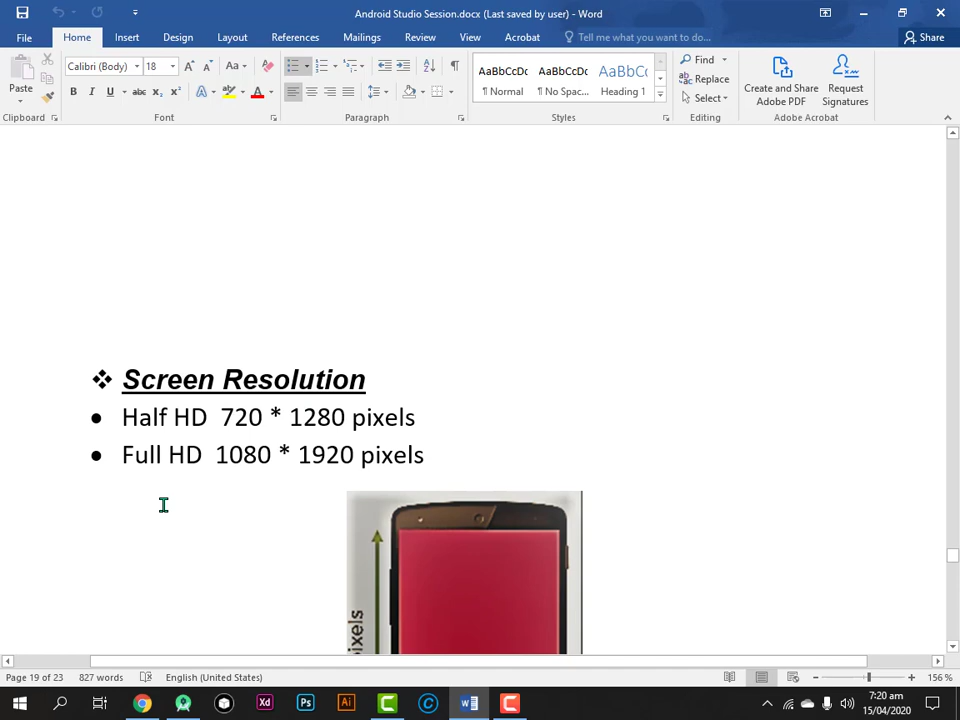 Android Studio Session.docx (Last saved by user) - Word
File Home Insert Design Layout References Mailings Review View Acrobat Tell me what you want to do... Share
Paste
Clipboard
Calibri (Body) 18
Font
Paragraph
AaBbCcDc AaBbCcDc AaBbC
¶ Normal ¶ No Spac... Heading 1
Styles
Find
Replace
Select
Editing
Create and Share Adobe PDF
Request Signatures
Adobe Acrobat
❖ Screen Resolution
• Half HD 720 * 1280 pixels
• Full HD 1080 * 1920 pixels
pixels
Page 19 of 23 827 words English (United States) 156 %
7:20 am
15/04/2020